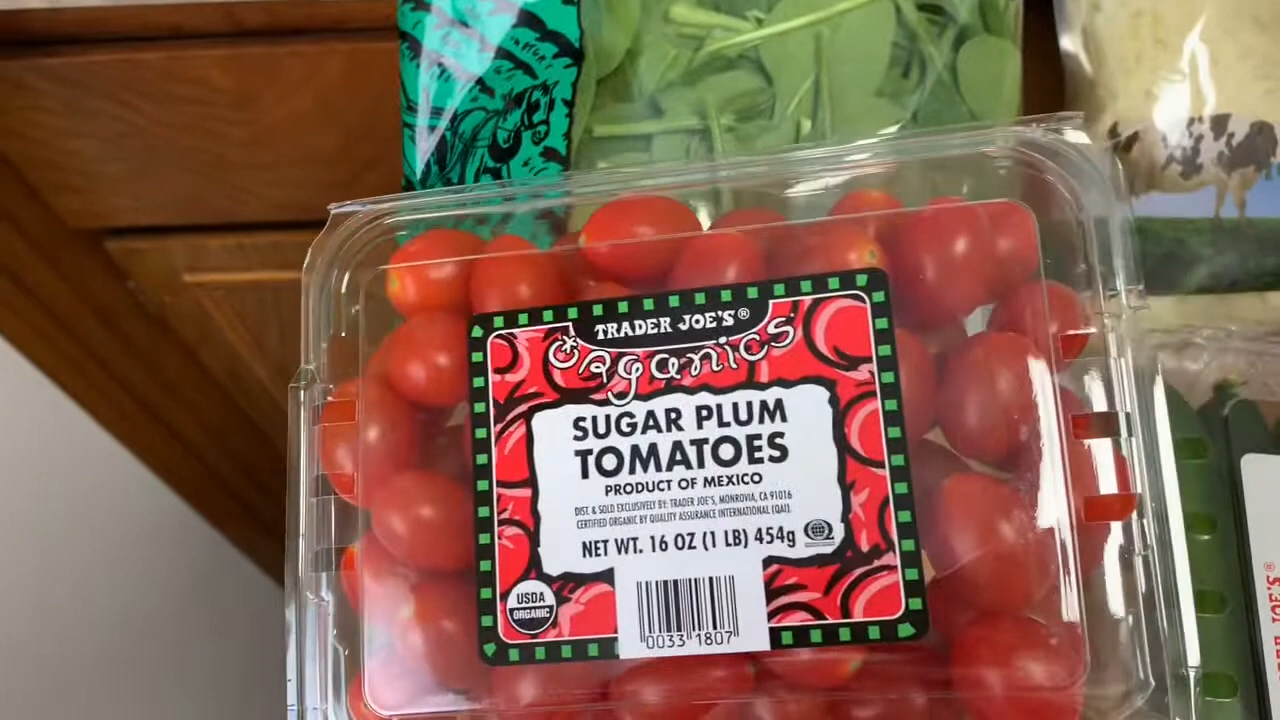 TRADER JOE'S®
ORganics
SUGAR PLUM
TOMATOES
PRODUCT OF MEXICO
DIST. & SOLD EXCLUSIVELY BY: TRADER JOE'S, MONROVIA, CA 91016
CERTIFIED ORGANIC BY QUALITY ASSURANCE INTERNATIONAL (QAI).
NET WT. 16 OZ (1 LB) 454g
USDA
ORGANIC
0033 1807
JOE'S®